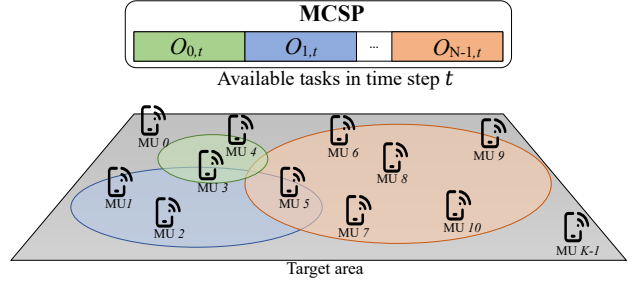 MCSP
O0,t O1,t ... ON-1,t
Available tasks in time step t
MU 0
MU 4
MU 6
MU 9
MU 3
MU 8
MU1
MU 5
MU 2
MU 7
MU 10
MU K-1
Target area